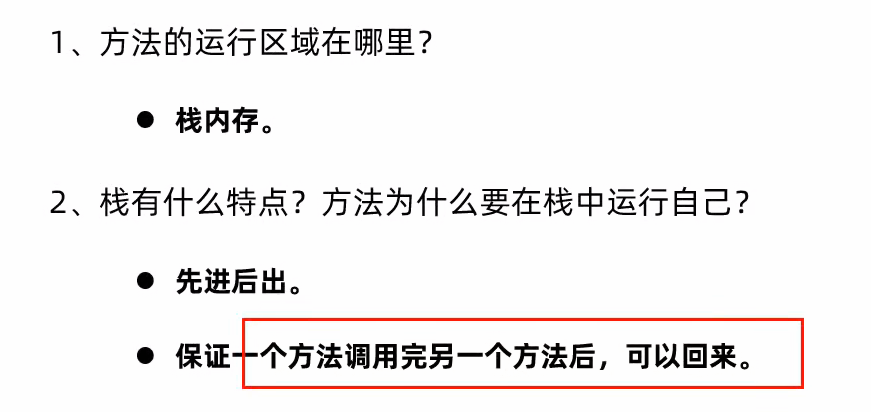 1、方法的运行区域在哪里？
● 栈内存。
2、栈有什么特点？方法为什么要在栈中运行自己？
● 先进后出。
● 保证一个方法调用完另一个方法后，可以回来。